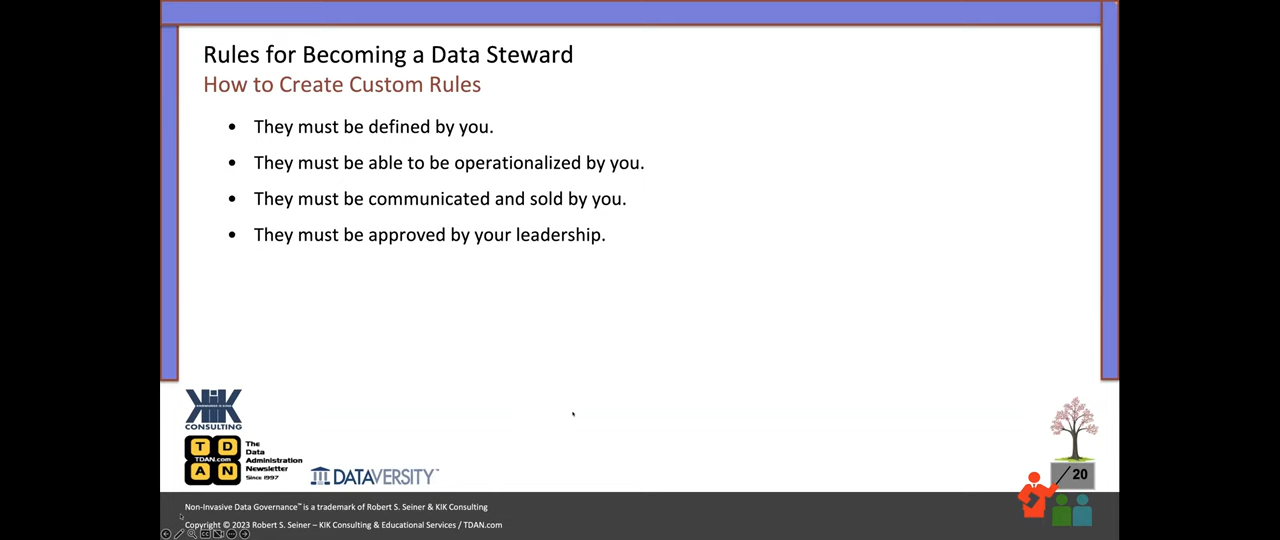 Rules for Becoming a Data Steward
How to Create Custom Rules
• They must be defined by you.
• They must be able to be operationalized by you.
• They must be communicated and sold by you.
• They must be approved by your leadership.
KIK
CONSULTING
T D
TDAN.com
A N
The
Data
Administration
Newsletter
Since 1997
DATAVERSITY
/ 20
Non-Invasive Data Governance™ is a trademark of Robert S. Seiner & KIK Consulting
Copyright © 2023 Robert S. Seiner – KIK Consulting & Educational Services / TDAN.com